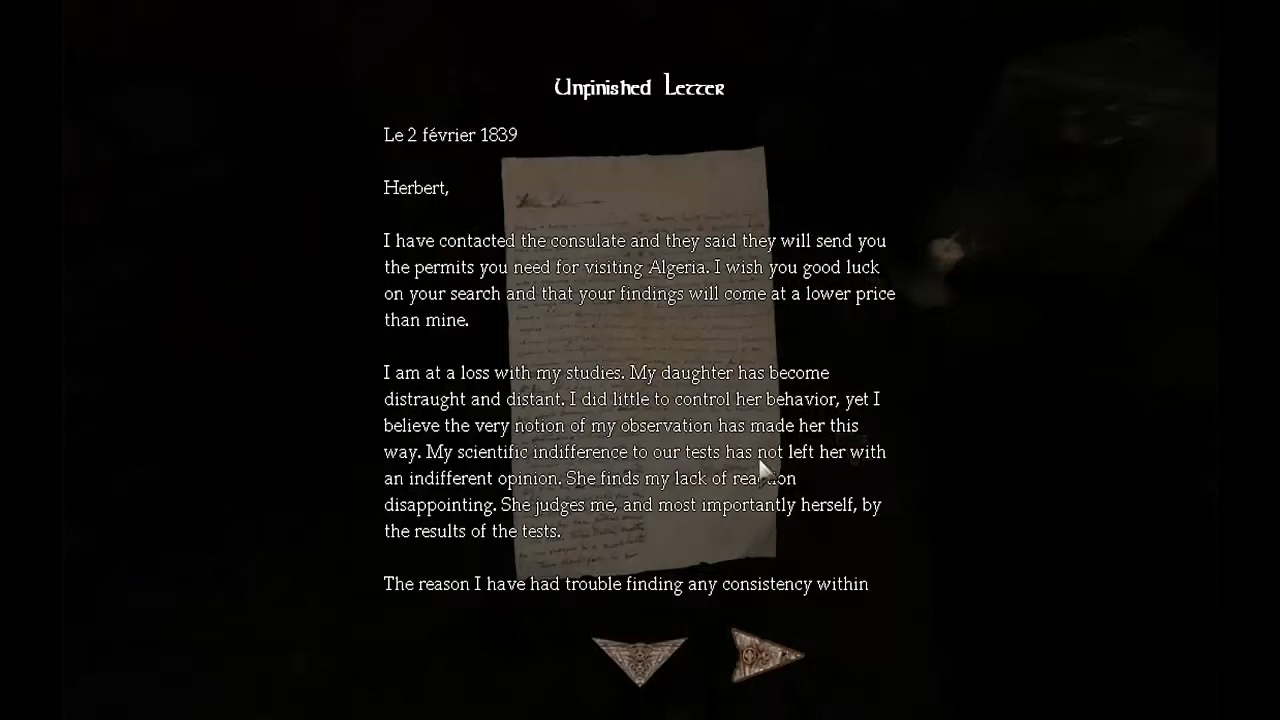 Unfinished Letter
Le 2 février 1839
Herbert,
I have contacted the consulate and they said they will send you
the permits you need for visiting Algeria. I wish you good luck
on your search and that your findings will come at a lower price
than mine.
I am at a loss with my studies. My daughter has become
distraught and distant. I did little to control her behavior, yet I
believe the very notion of my observation has made her this
way. My scientific indifference to our tests has not left her with
an indifferent opinion. She finds my lack of reaction
disappointing. She judges me, and most importantly herself, by
the results of the tests.
The reason I have had trouble finding any consistency within